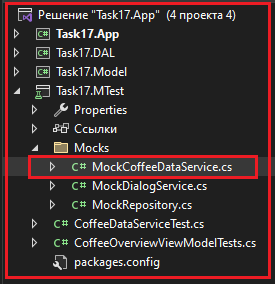 Решение "Task17.App" (4 проекта 4)
C# Task17.App
C# Task17.DAL
C# Task17.Model
Task17.MTest
Properties
Ссылки
Mocks
C# MockCoffeeDataService.cs
C# MockDialogService.cs
C# MockRepository.cs
C# CoffeeDataServiceTest.cs
C# CoffeeOverviewViewModelTests.cs
packages.config